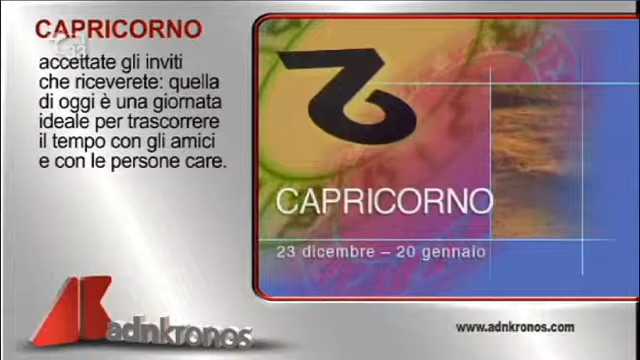 CAPRICORNO
accettate gli inviti
che riceverete: quella
di oggi è una giornata
ideale per trascorrere
il tempo con gli amici
e con le persone care.
CAPRICORNO
23 dicembre – 20 gennaio
adnkronos
www.adnkronos.com